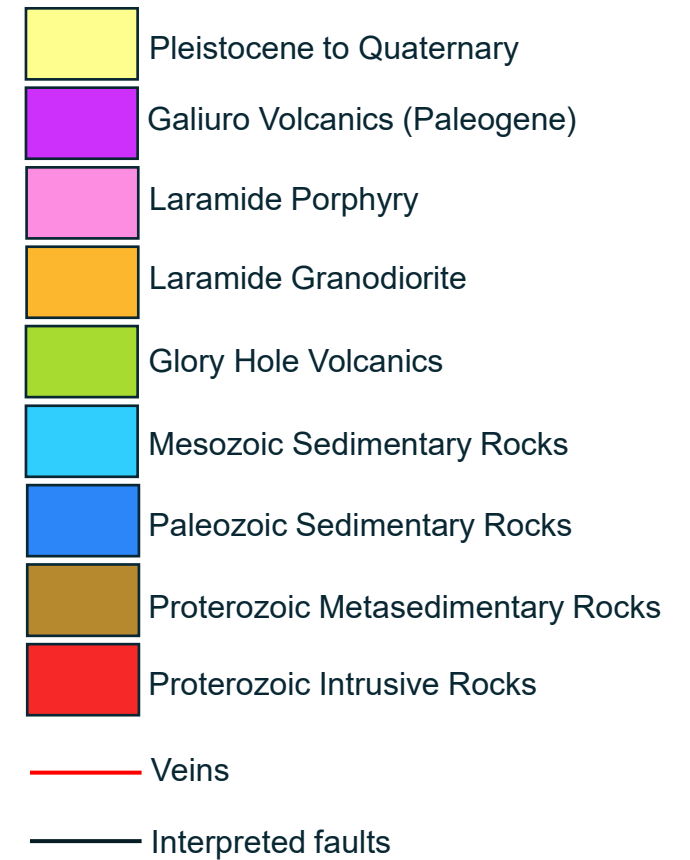 Pleistocene to Quaternary
Galiuro Volcanics (Paleogene)
Laramide Porphyry
Laramide Granodiorite
Glory Hole Volcanics
Mesozoic Sedimentary Rocks
Paleozoic Sedimentary Rocks
Proterozoic Metasedimentary Rocks
Proterozoic Intrusive Rocks
Veins
Interpreted faults